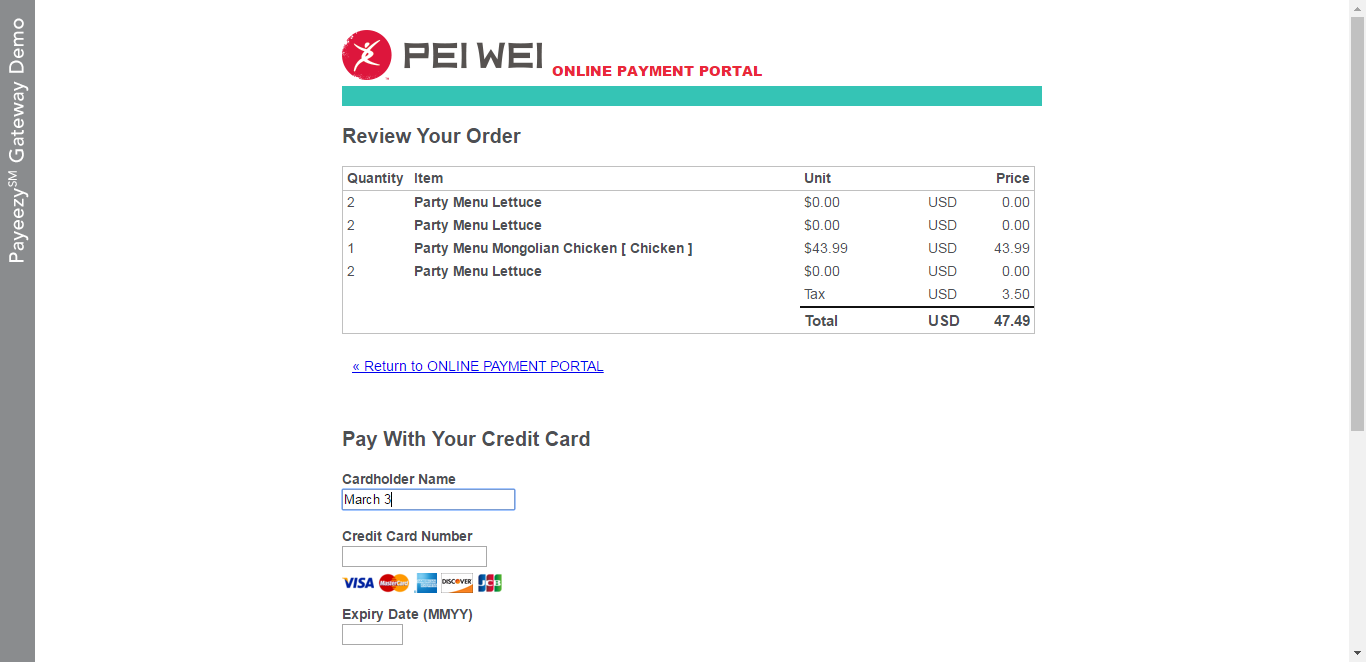 Payeezy℠ Gateway Demo
PEI WEI
ONLINE PAYMENT PORTAL
Review Your Order
Quantity Item Unit Price
2 Party Menu Lettuce $0.00 USD 0.00
2 Party Menu Lettuce $0.00 USD 0.00
1 Party Menu Mongolian Chicken [ Chicken ] $43.99 USD 43.99
2 Party Menu Lettuce $0.00 USD 0.00
Tax USD 3.50
Total USD 47.49
« Return to ONLINE PAYMENT PORTAL
Pay With Your Credit Card
Cardholder Name
March 3
Credit Card Number
VISA MasterCard DISCOVER JCB
Expiry Date (MMYY)